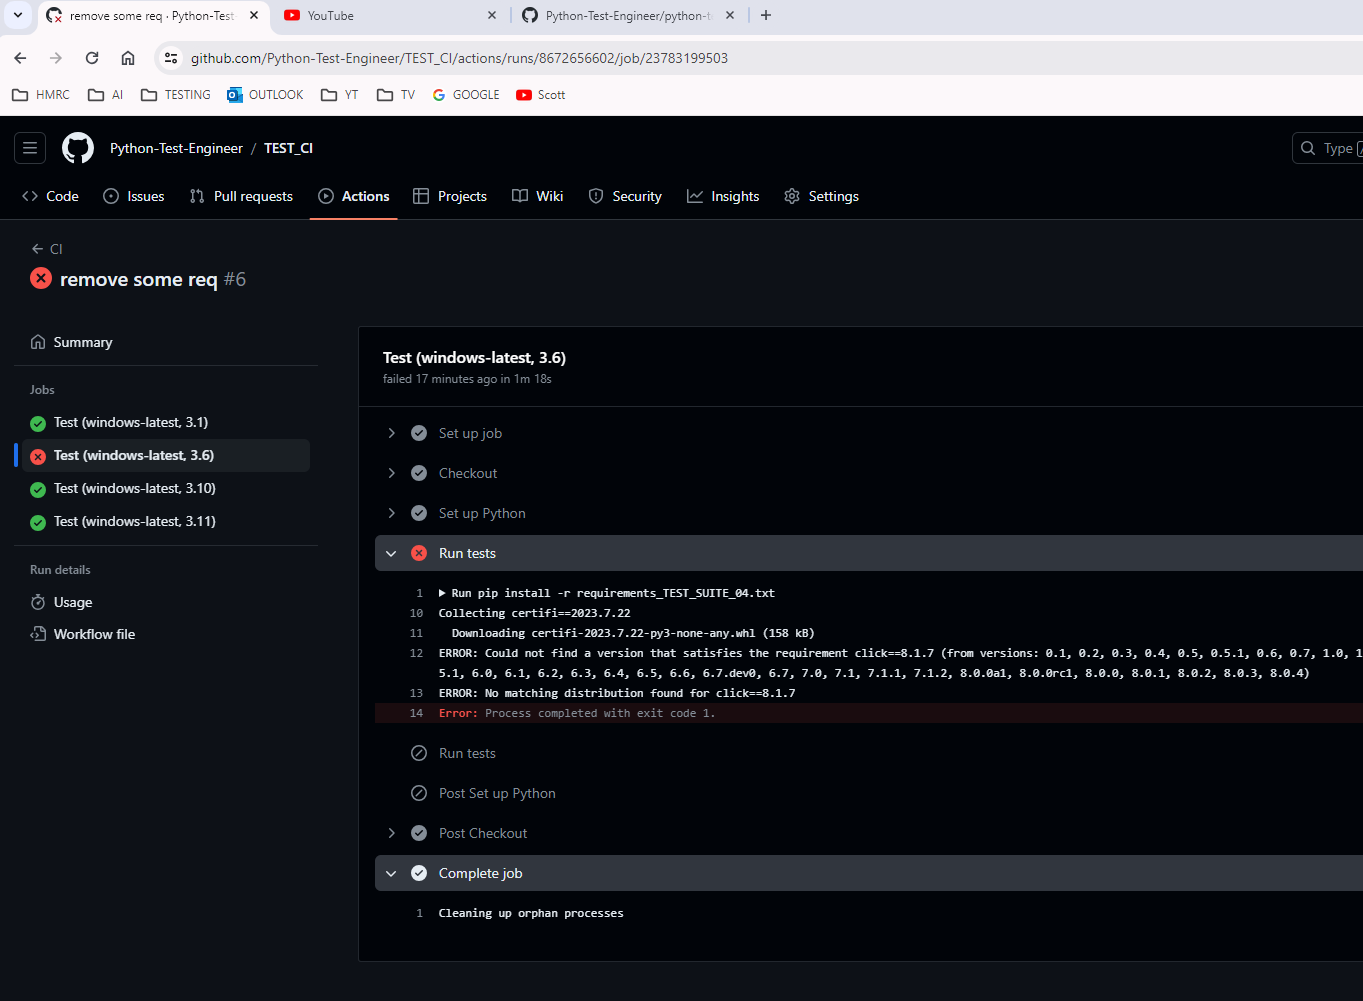 remove some req · Python-Test-
YouTube
Python-Test-Engineer/python-t
github.com/Python-Test-Engineer/TEST_CI/actions/runs/8672656602/job/23783199503
HMRC
AI
TESTING
OUTLOOK
YT
TV
GOOGLE
Scott
Python-Test-Engineer / TEST_CI
Type /
Code
Issues
Pull requests
Actions
Projects
Wiki
Security
Insights
Settings
← CI
remove some req #6
Summary
Jobs
Test (windows-latest, 3.1)
Test (windows-latest, 3.6)
Test (windows-latest, 3.10)
Test (windows-latest, 3.11)
Run details
Usage
Workflow file
Test (windows-latest, 3.6)
failed 17 minutes ago in 1m 18s
Set up job
Checkout
Set up Python
Run tests
1 ▶ Run pip install -r requirements_TEST_SUITE_04.txt
10 Collecting certifi==2023.7.22
11 Downloading certifi-2023.7.22-py3-none-any.whl (158 kB)
12 ERROR: Could not find a version that satisfies the requirement click==8.1.7 (from versions: 0.1, 0.2, 0.3, 0.4, 0.5, 0.5.1, 0.6, 0.7, 1.0, 1
5.1, 6.0, 6.1, 6.2, 6.3, 6.4, 6.5, 6.6, 6.7.dev0, 6.7, 7.0, 7.1, 7.1.1, 7.1.2, 8.0.0a1, 8.0.0rc1, 8.0.0, 8.0.1, 8.0.2, 8.0.3, 8.0.4)
13 ERROR: No matching distribution found for click==8.1.7
14 Error: Process completed with exit code 1.
Run tests
Post Set up Python
Post Checkout
Complete job
1 Cleaning up orphan processes